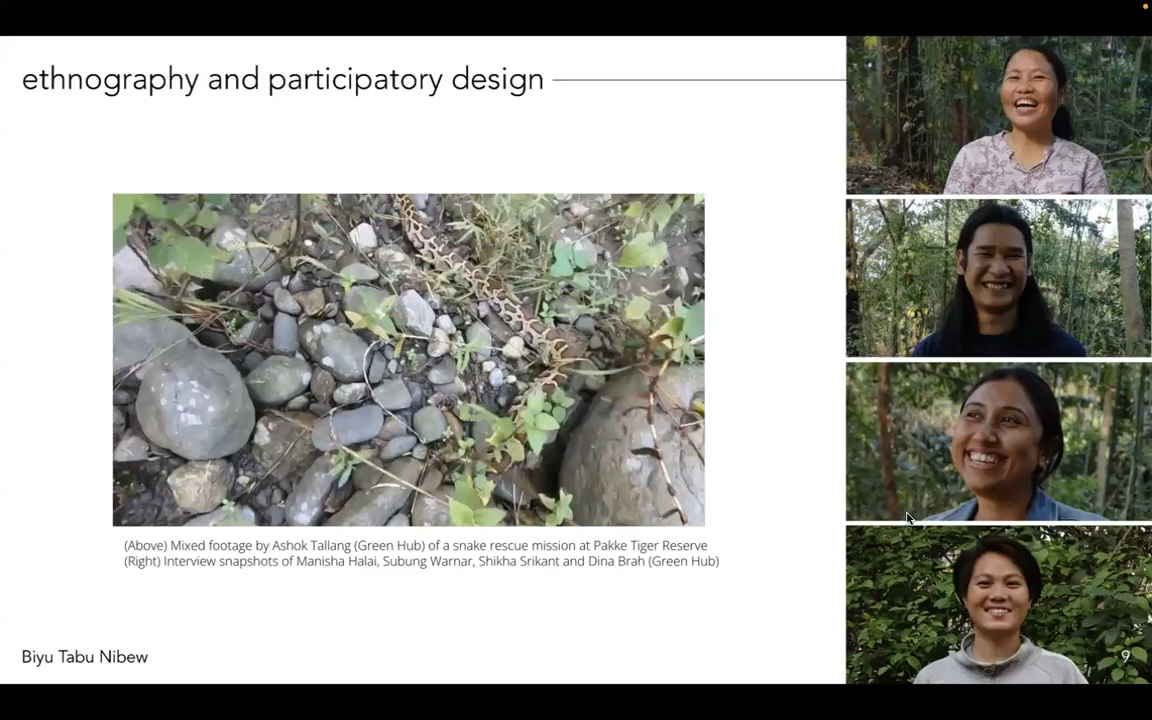 ethnography and participatory design
(Above) Mixed footage by Ashok Tallang (Green Hub) of a snake rescue mission at Pakke Tiger Reserve
(Right) Interview snapshots of Manisha Halai, Subung Warnar, Shikha Srikant and Dina Brah (Green Hub)
Biyu Tabu Nibew
9